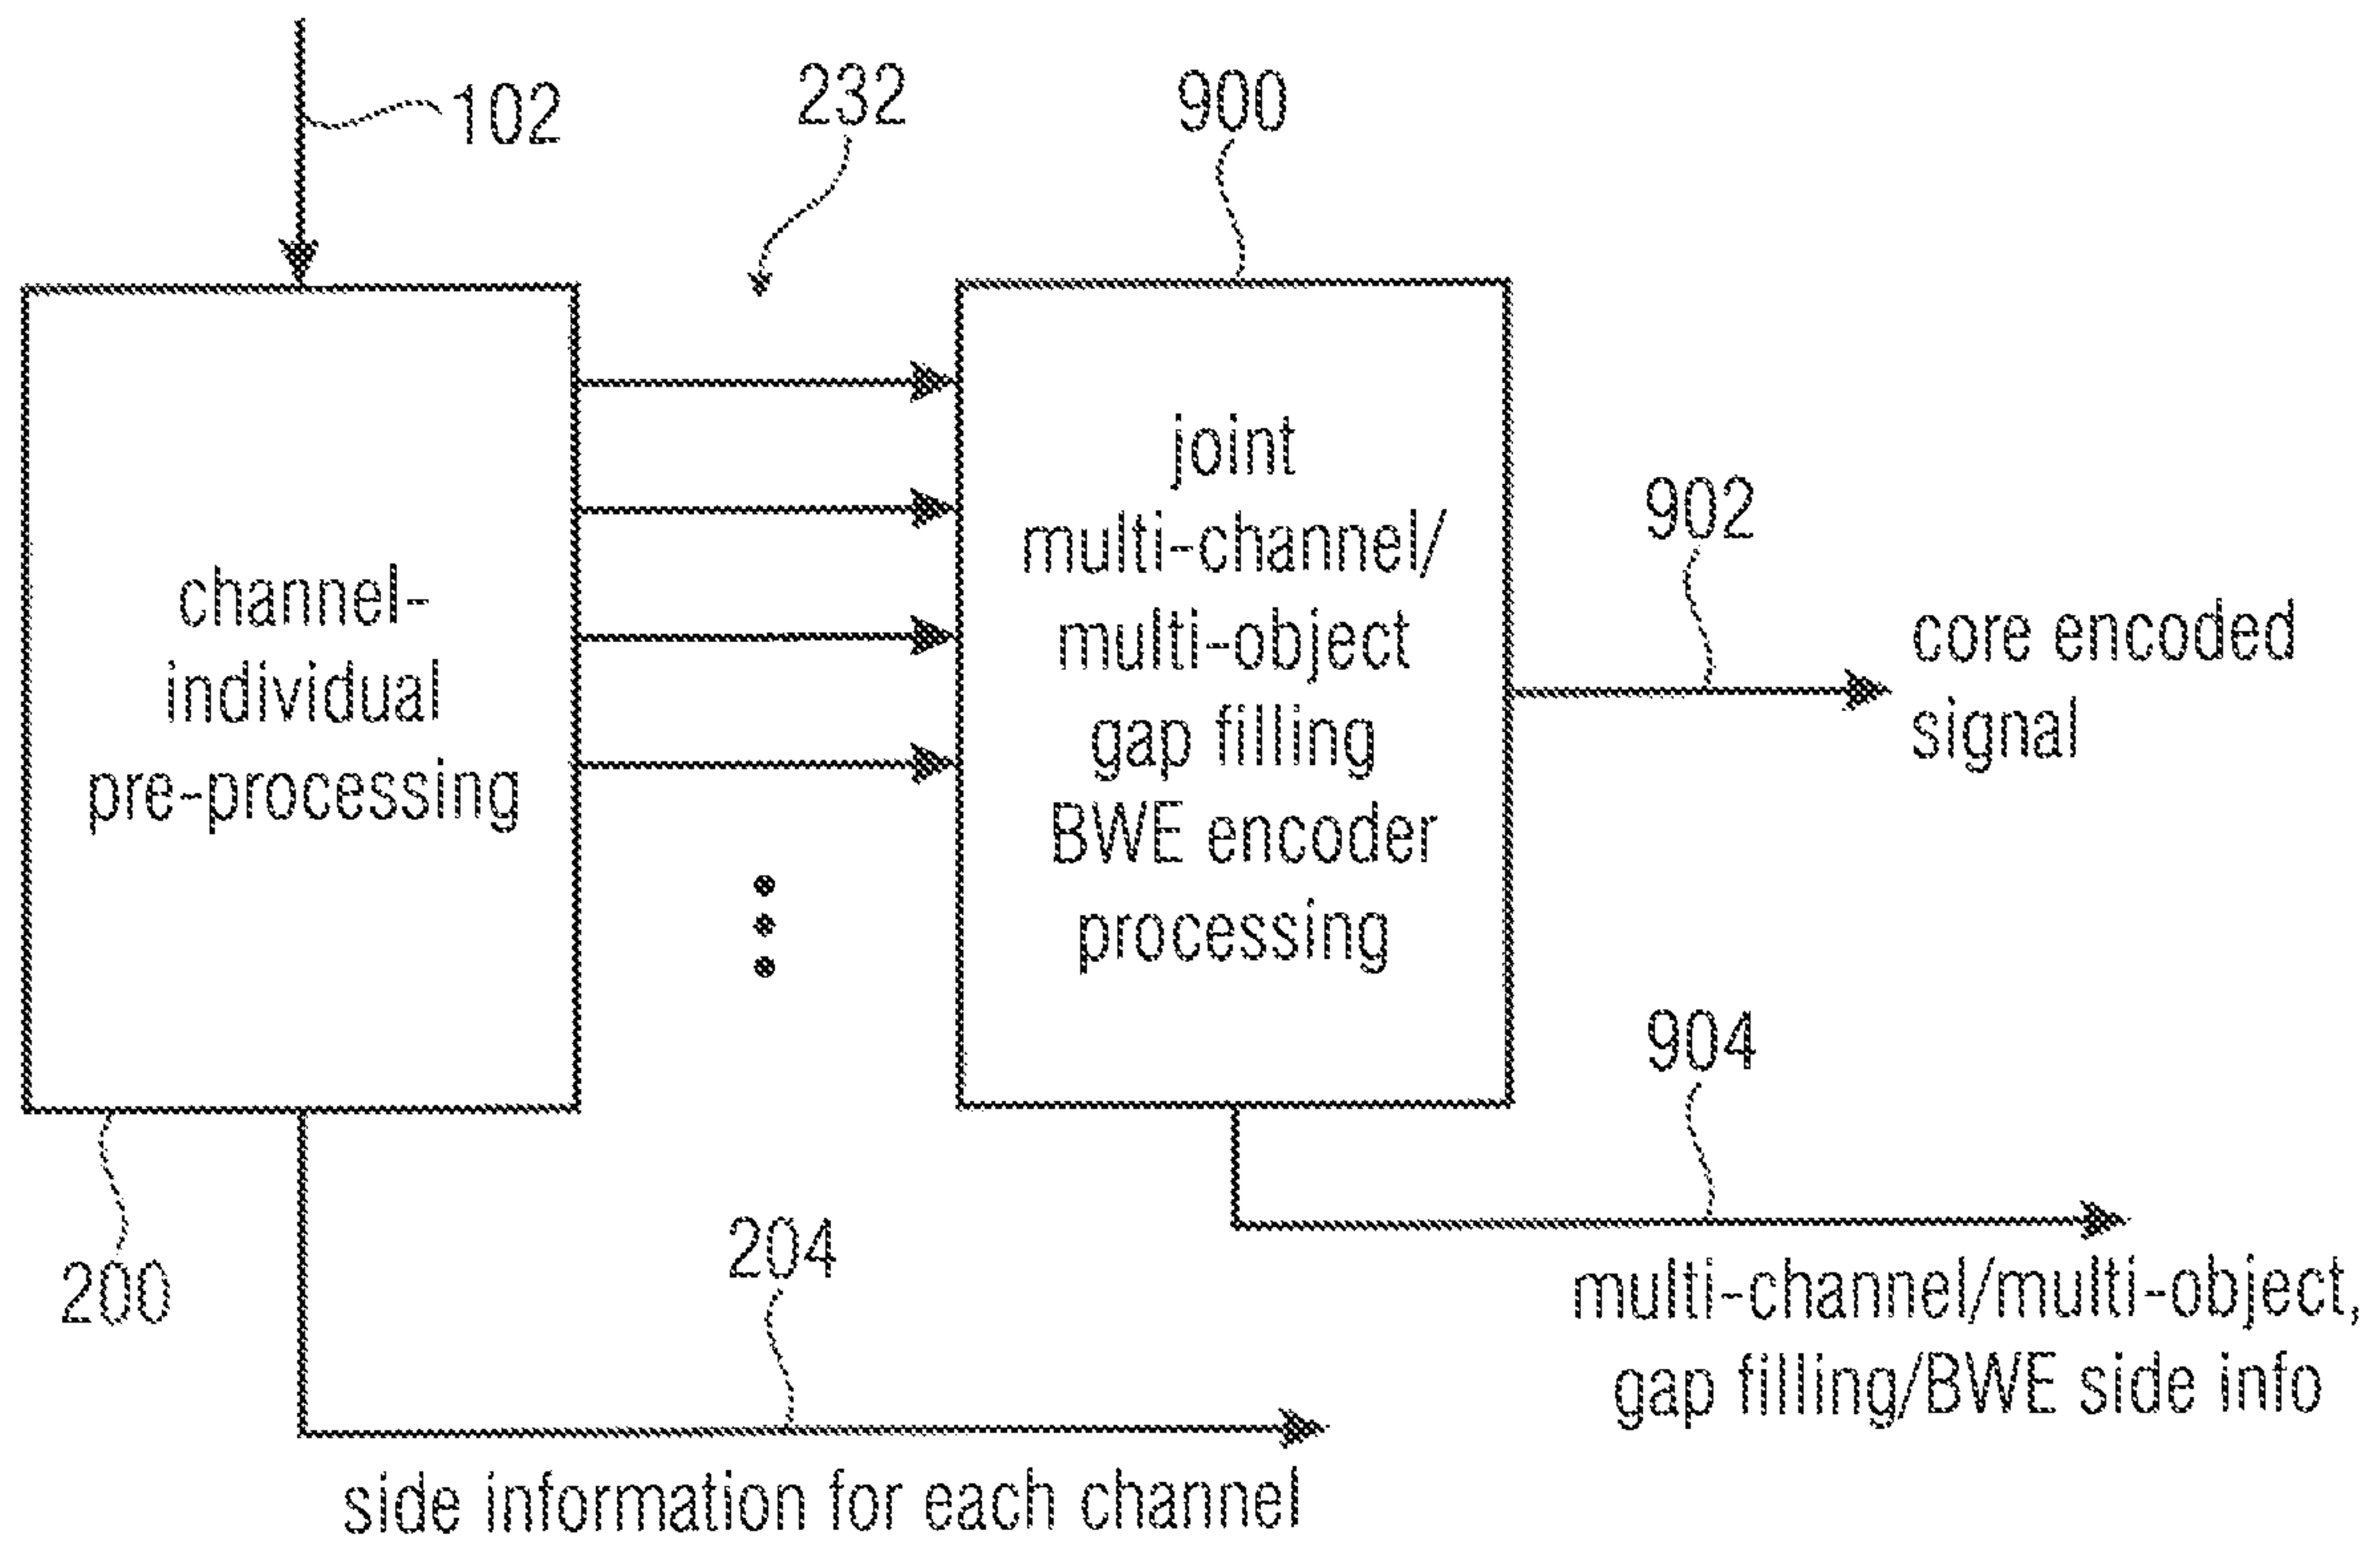 102
232
900
channel-
individual
pre-processing
joint
multi-channel/
multi-object
gap filling
BWE encoder
processing
902
core encoded
signal
904
multi-channel/multi-object,
gap filling/BWE side info
200
204
side information for each channel